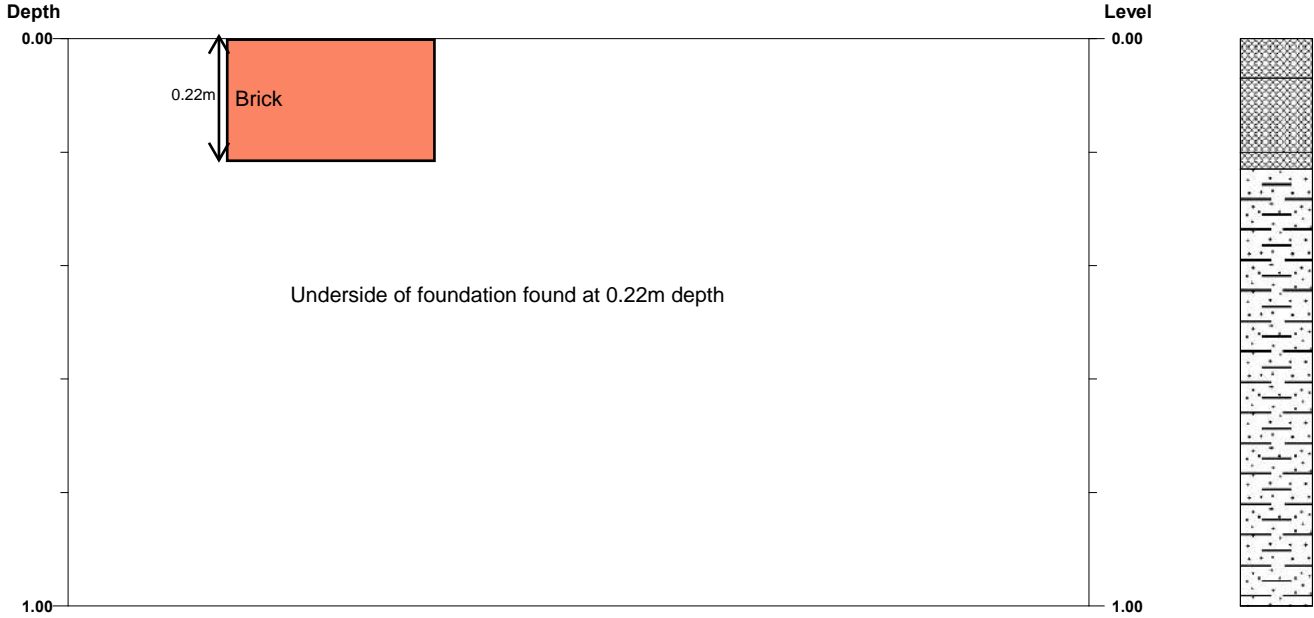 Depth
Level
0.00
0.00
0.22m
Brick
Underside of foundation found at 0.22m depth
1.00
1.00